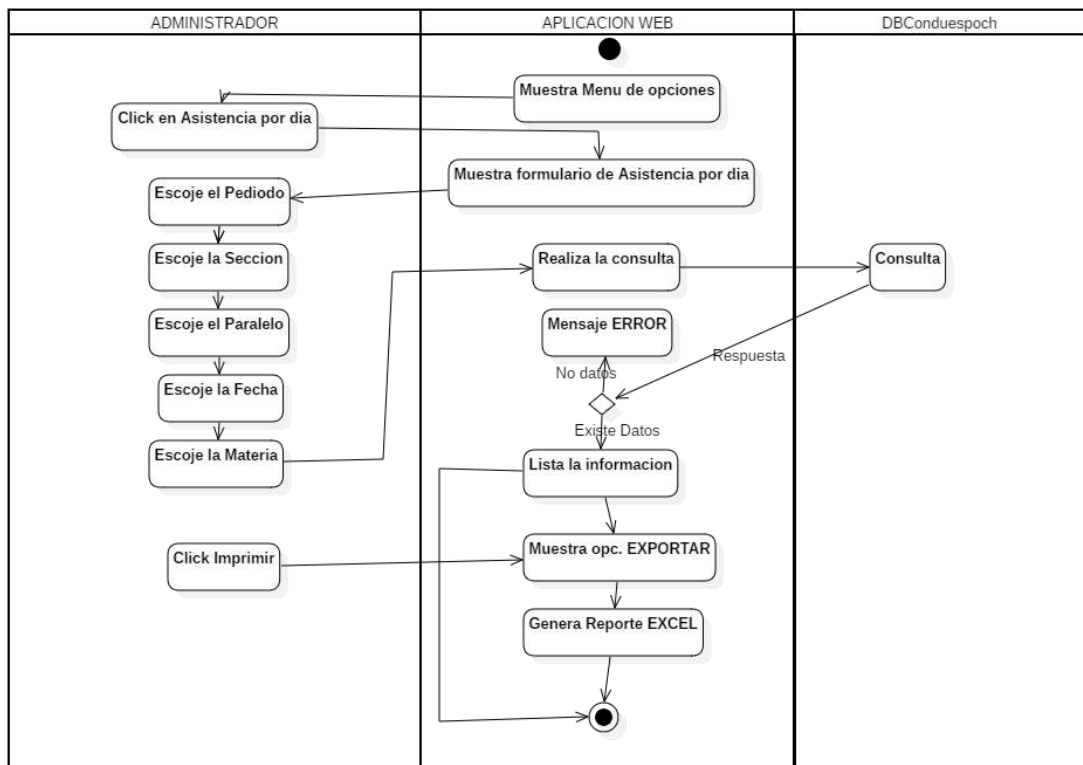 ADMINISTRADOR
APLICACION WEB
DBConduespoch
Muestra Menu de opciones
Click en Asistencia por dia
Muestra formulario de Asistencia por dia
Escoje el Pediodo
Escoje la Seccion
Realiza la consulta
Consulta
Escoje el Paralelo
Mensaje ERROR
Respuesta
No datos
Escoje la Fecha
Existe Datos
Escoje la Materia
Lista la informacion
Click Imprimir
Muestra opc. EXPORTAR
Genera Reporte EXCEL